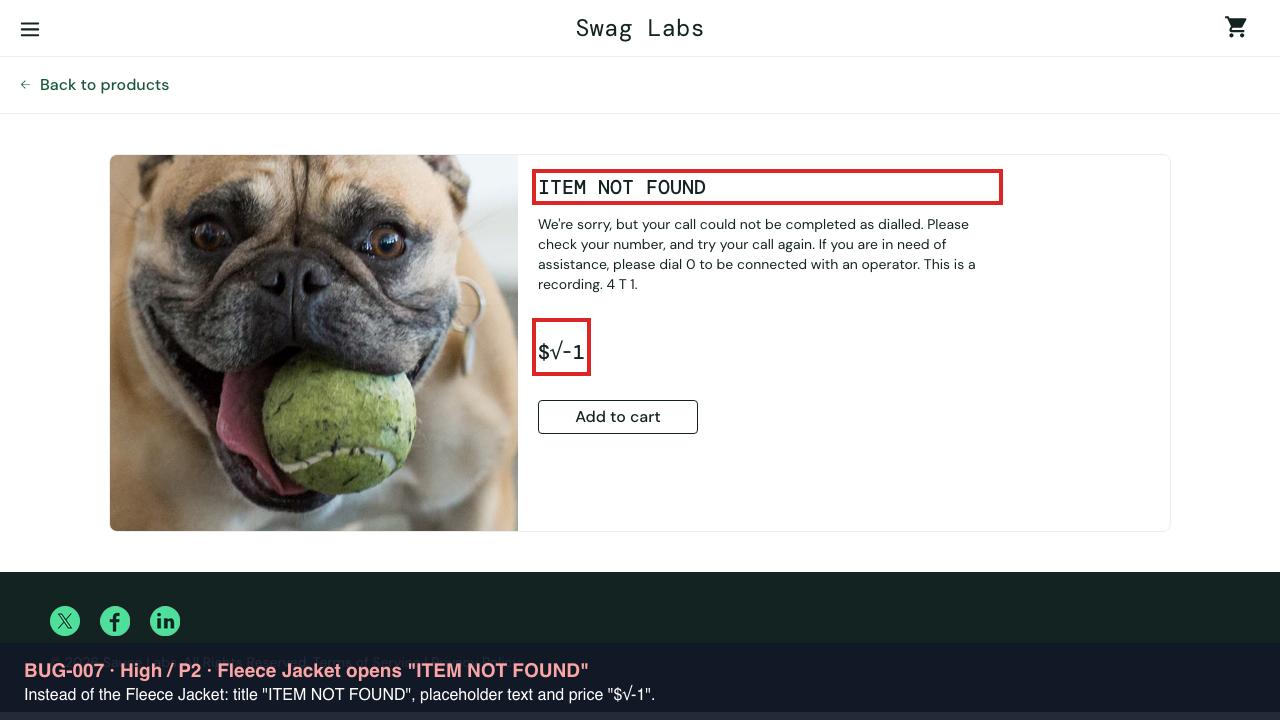 Swag Labs
← Back to products
ITEM NOT FOUND
We're sorry, but your call could not be completed as dialled. Please
check your number, and try your call again. If you are in need of
assistance, please dial 0 to be connected with an operator. This is a
recording. 4 T 1.
$√-1
Add to cart
BUG-007 · High / P2 · Fleece Jacket opens "ITEM NOT FOUND"
Instead of the Fleece Jacket: title "ITEM NOT FOUND", placeholder text and price "$√-1".